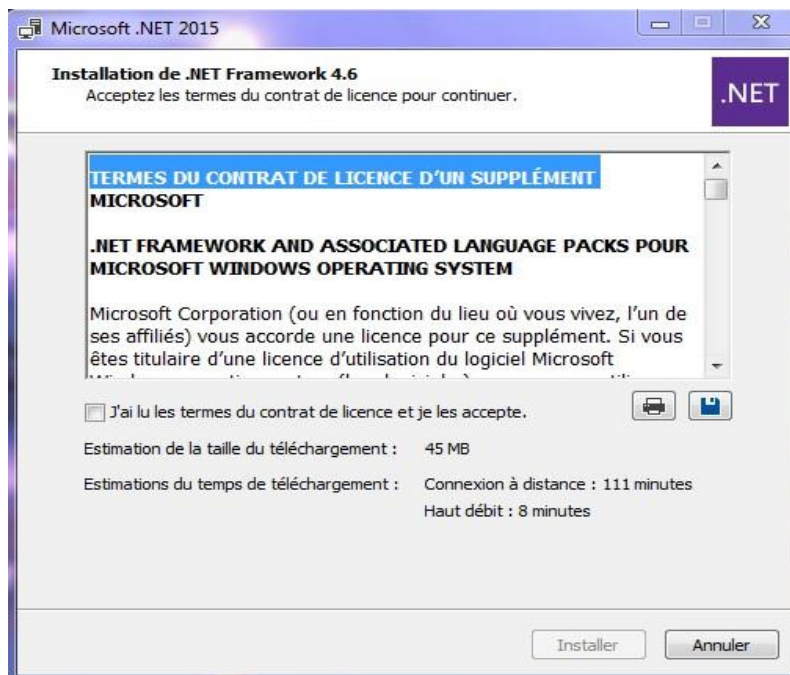 Microsoft .NET 2015
Installation de .NET Framework 4.6
Acceptez les termes du contrat de licence pour continuer.
.NET
TERMES DU CONTRAT DE LICENCE D'UN SUPPLÉMENT
MICROSOFT
.NET FRAMEWORK AND ASSOCIATED LANGUAGE PACKS POUR
MICROSOFT WINDOWS OPERATING SYSTEM
Microsoft Corporation (ou en fonction du lieu où vous vivez, l'un de
ses affiliés) vous accorde une licence pour ce supplément. Si vous
êtes titulaire d'une licence d'utilisation du logiciel Microsoft
J'ai lu les termes du contrat de licence et je les accepte.
Estimation de la taille du téléchargement : 45 MB
Estimations du temps de téléchargement : Connexion à distance : 111 minutes
Haut débit : 8 minutes
Installer Annuler